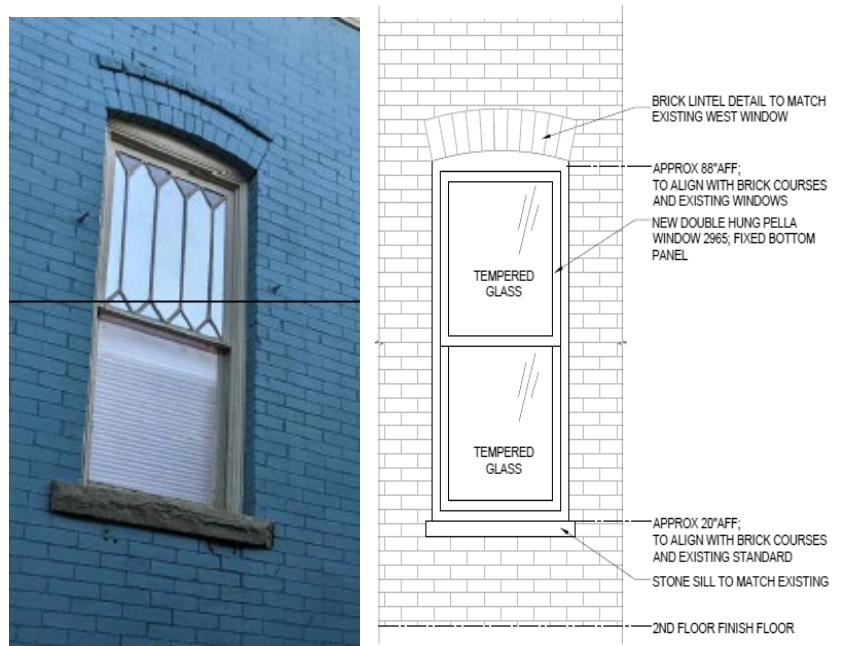 BRICK LINTEL DETAIL TO MATCH
EXISTING WEST WINDOW
APPROX 88"AFF;
TO ALIGN WITH BRICK COURSES
AND EXISTING WINDOWS
NEW DOUBLE HUNG PELLA
WINDOW 2965; FIXED BOTTOM
PANEL
TEMPERED
GLASS
TEMPERED
GLASS
APPROX 20"AFF;
TO ALIGN WITH BRICK COURSES
AND EXISTING STANDARD
STONE SILL TO MATCH EXISTING
2ND FLOOR FINISH FLOOR